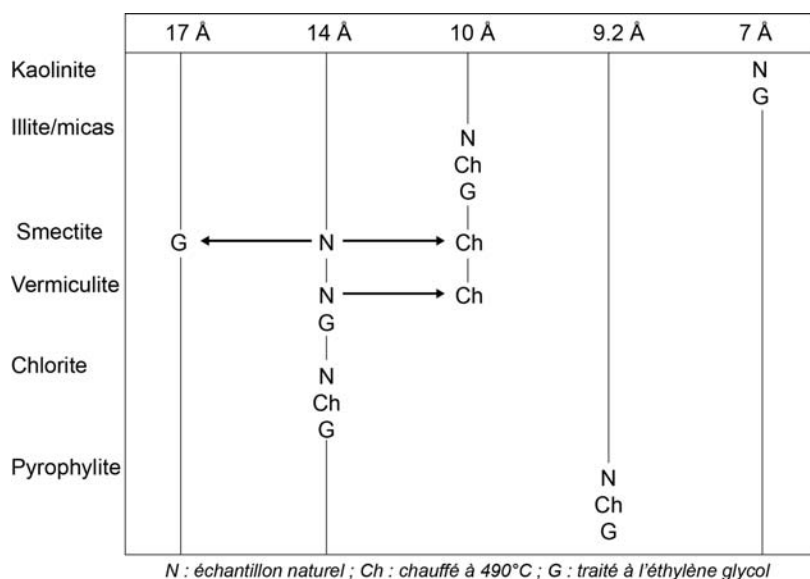 17 Å 14 Å 10 Å 9.2 Å 7 Å
Kaolinite N
G
Illite/micas N
Ch
G
Smectite G N Ch
Vermiculite N Ch
G
Chlorite N
Ch
G
Pyrophylite N
Ch
G
N : échantillon naturel ; Ch : chauffé à 490°C ; G : traité à l'éthylène glycol